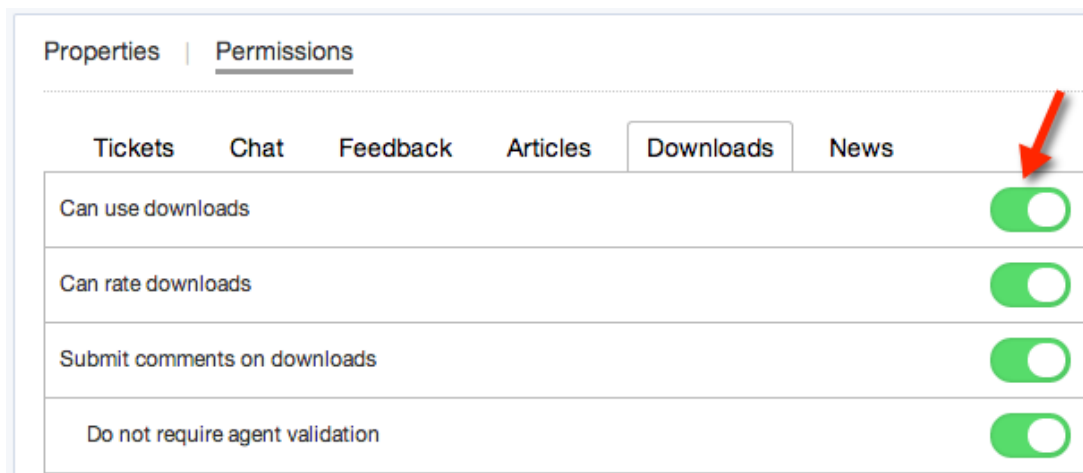 Properties | Permissions
Tickets Chat Feedback Articles Downloads News
Can use downloads
Can rate downloads
Submit comments on downloads
Do not require agent validation